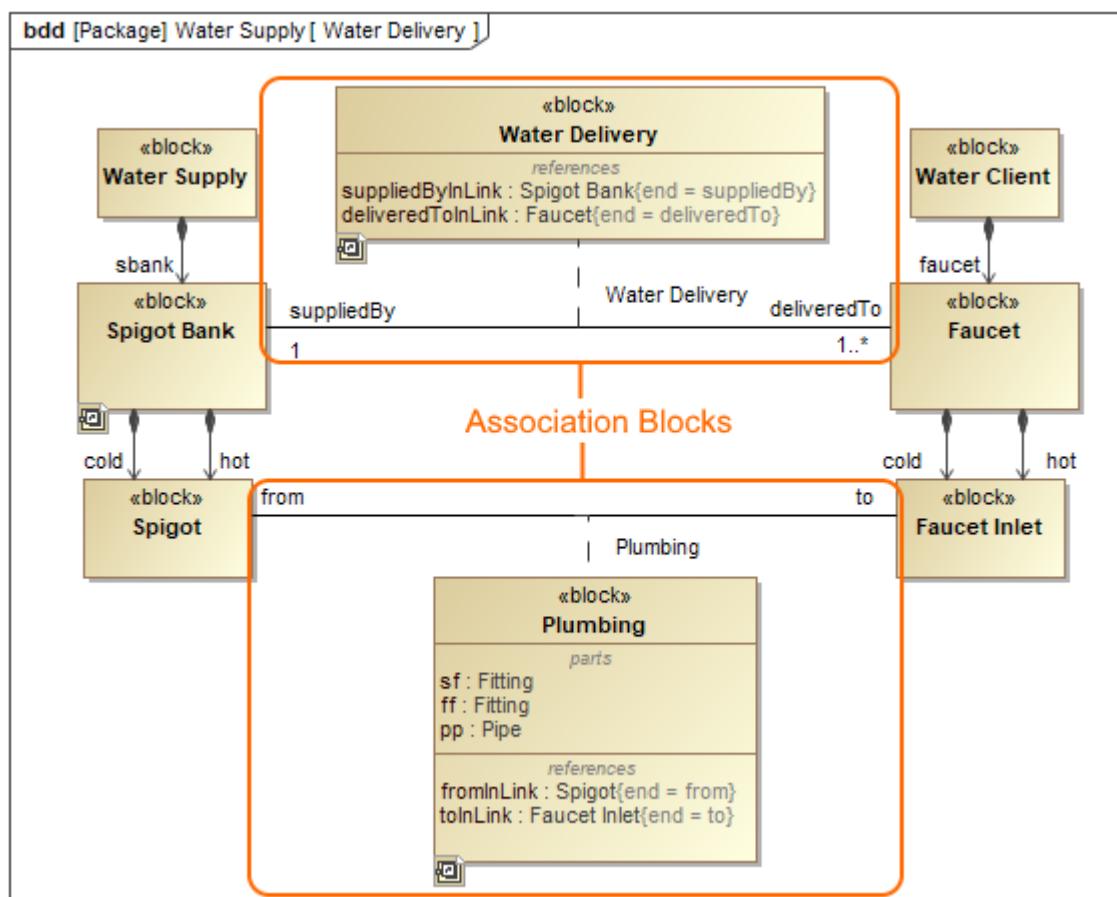 bdd [Package] Water Supply [ Water Delivery ]
«block»
Water Delivery
references
suppliedByInLink : Spigot Bank{end = suppliedBy}
deliveredToInLink : Faucet{end = deliveredTo}
«block»
Water Supply
«block»
Water Client
sbank
faucet
«block»
Spigot Bank
suppliedBy
1
Water Delivery
deliveredTo
1..*
«block»
Faucet
Association Blocks
cold
hot
cold
hot
«block»
Spigot
from
to
«block»
Faucet Inlet
Plumbing
«block»
Plumbing
parts
sf : Fitting
ff : Fitting
pp : Pipe
references
fromInLink : Spigot{end = from}
toInLink : Faucet Inlet{end = to}